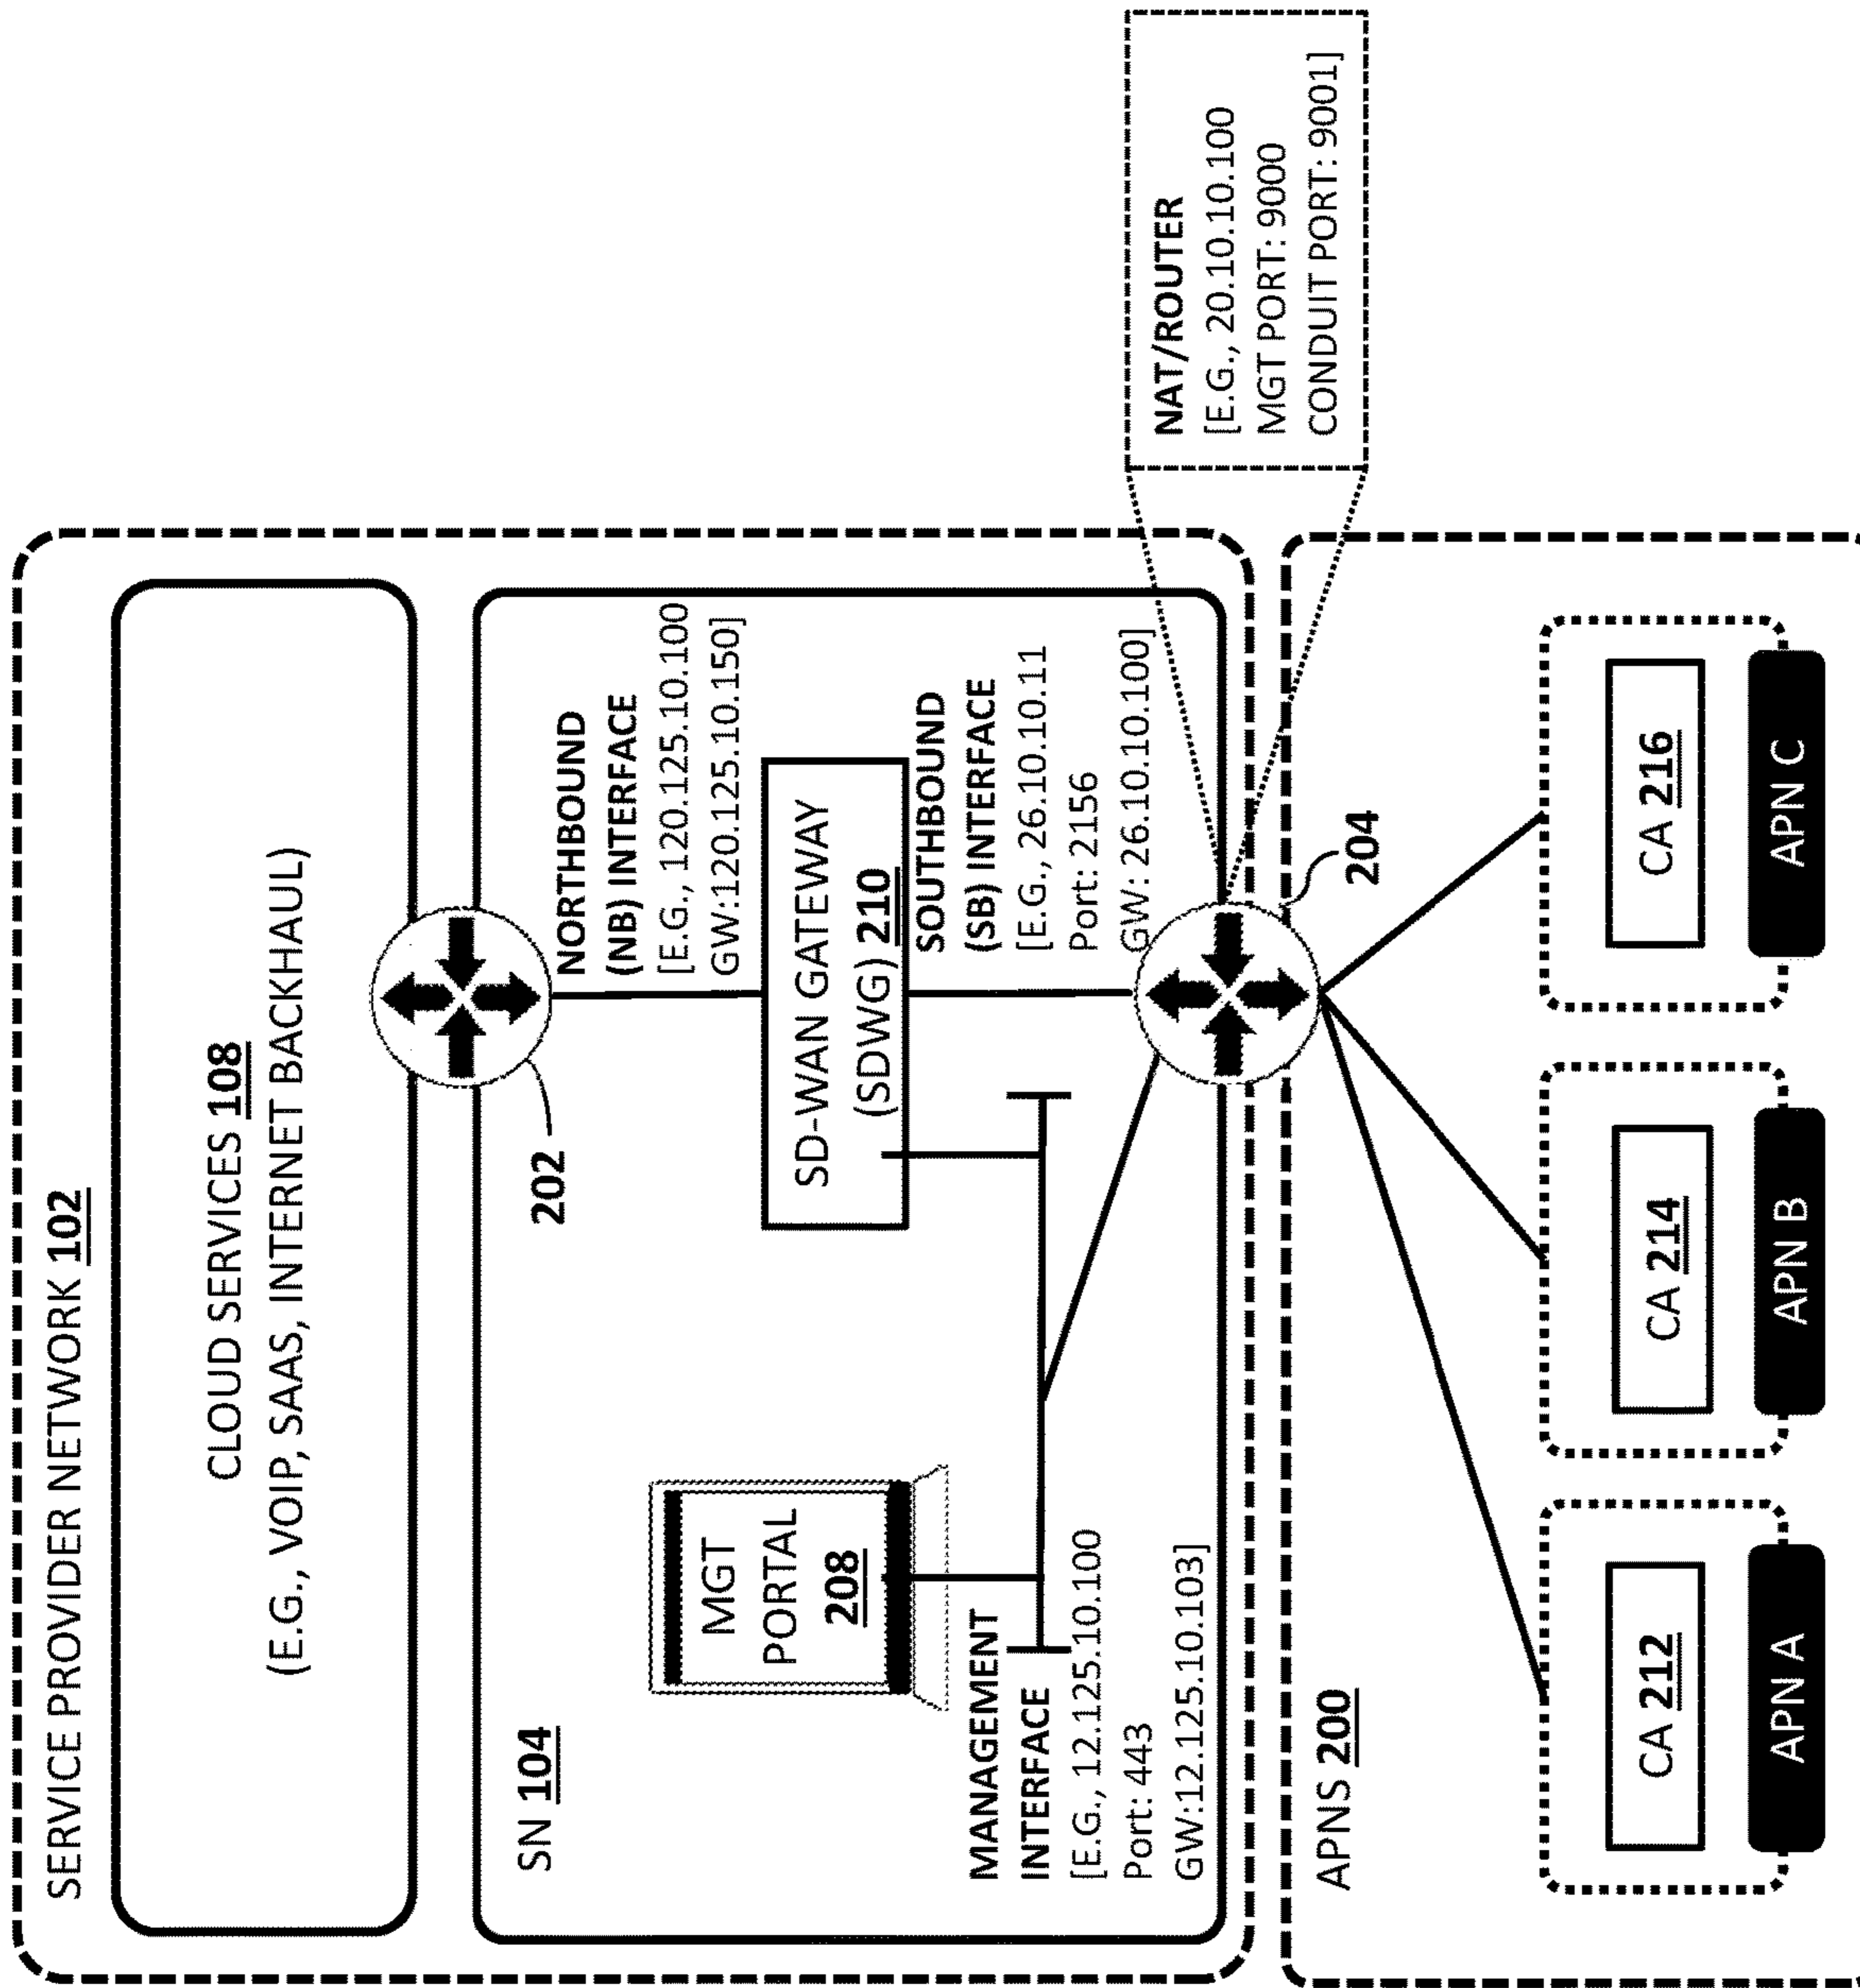 SERVICE PROVIDER NETWORK 102
CLOUD SERVICES 108
(E.G., VOIP, SAAS, INTERNET BACKHAUL)
202
SN 104
NORTHBOUND
(NB) INTERFACE
[E.G., 120.125.10.100
GW:120.125.10.150]
MGT
PORTAL
208
SD-WAN GATEWAY
(SDWG) 210
SOUTHBOUND
(SB) INTERFACE
[E.G., 26.10.10.11
Port: 2156
GW: 26.10.10.100]
MANAGEMENT
INTERFACE
[E.G., 12.125.10.100
Port: 443
GW:12.125.10.103]
NAT/ROUTER
[E.G., 20.10.10.100
MGT PORT: 9000
CONDUIT PORT: 9001]
204
APNS 200
CA 212
APN A
CA 214
APN B
CA 216
APN C